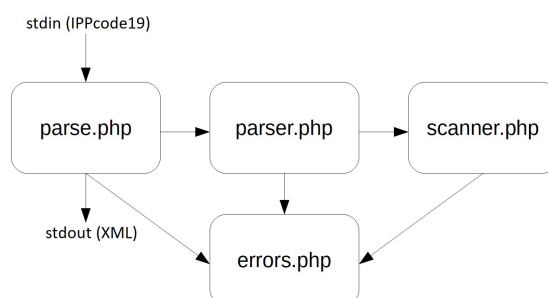 stdin (IPPcode19)
parse.php
parser.php
scanner.php
stdout (XML)
errors.php